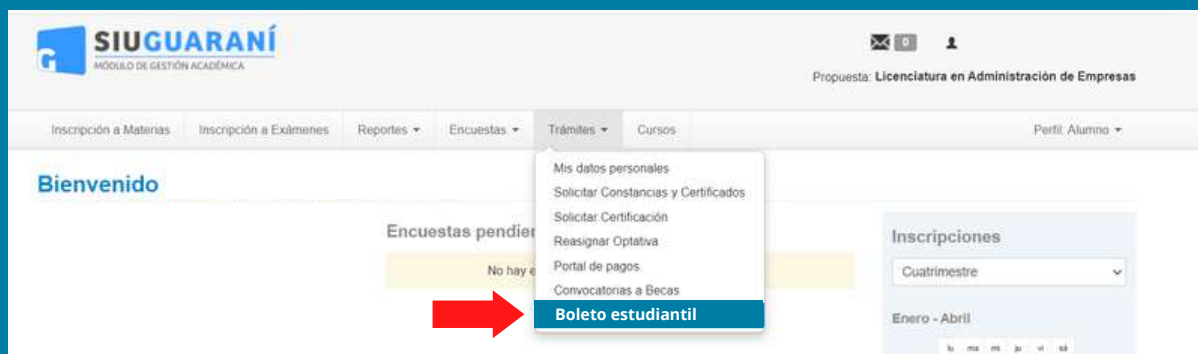 SIUGUARANÍ
MÓDULO DE GESTIÓN ACADÉMICA
G
0
Propuesta: Licenciatura en Administración de Empresas
Inscripción a Materias Inscripción a Exámenes Reportes Encuestas Trámites Cursos Perfil: Alumno
Bienvenido
Mis datos personales
Solicitar Constancias y Certificados
Solicitar Certificación
Reasignar Optativa
Portal de pagos.
Convocatorias a Becas
Boleto estudiantil
Encuestas pendien
No hay e
Inscripciones
Cuatrimestre
Enero - Abril
lu ma mi ju vi sá